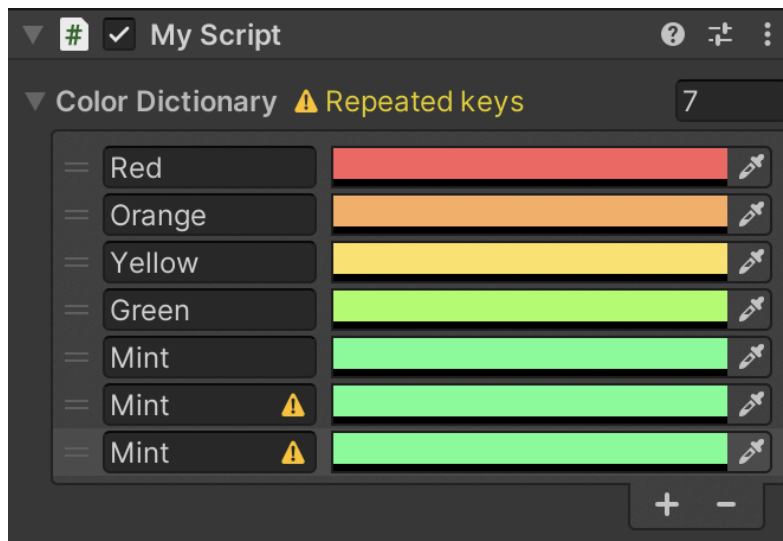 # My Script
Color Dictionary Repeated keys 7
Red
Orange
Yellow
Green
Mint
Mint
Mint